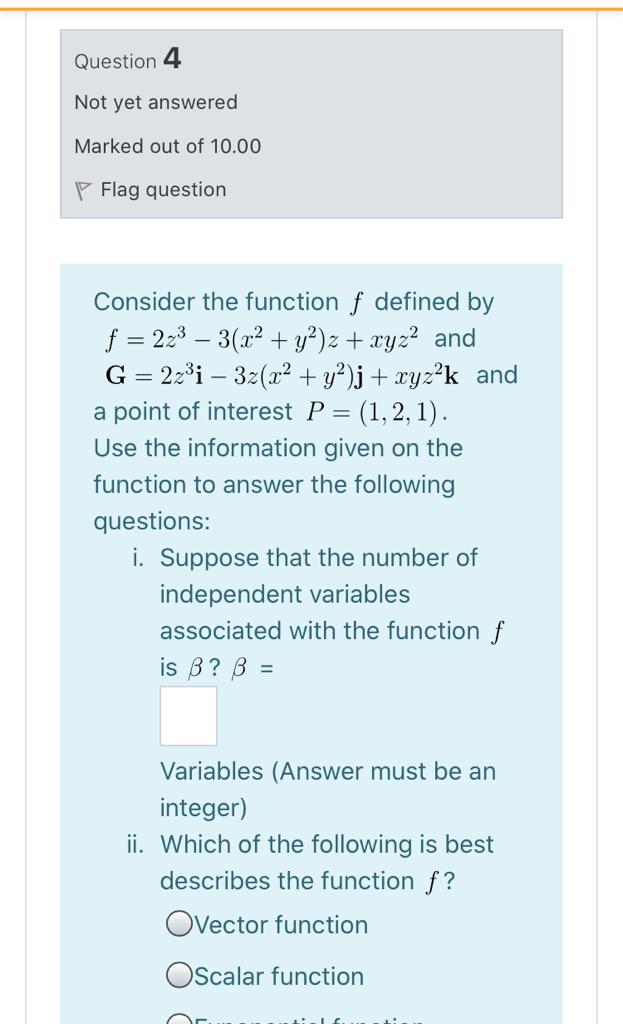 Question 4
Not yet answered
Marked out of 10.00
Flag question
Consider the function f defined by
f = 2z³ − 3(x² + y²)z + xyz² and
G = 2z³i − 3z(x² + y²)j + xyz²k and
a point of interest P = (1, 2, 1).
Use the information given on the
function to answer the following
questions:
i. Suppose that the number of
independent variables
associated with the function f
is β? β =
Variables (Answer must be an
integer)
ii. Which of the following is best
describes the function f?
Vector function
Scalar function
Exponential function